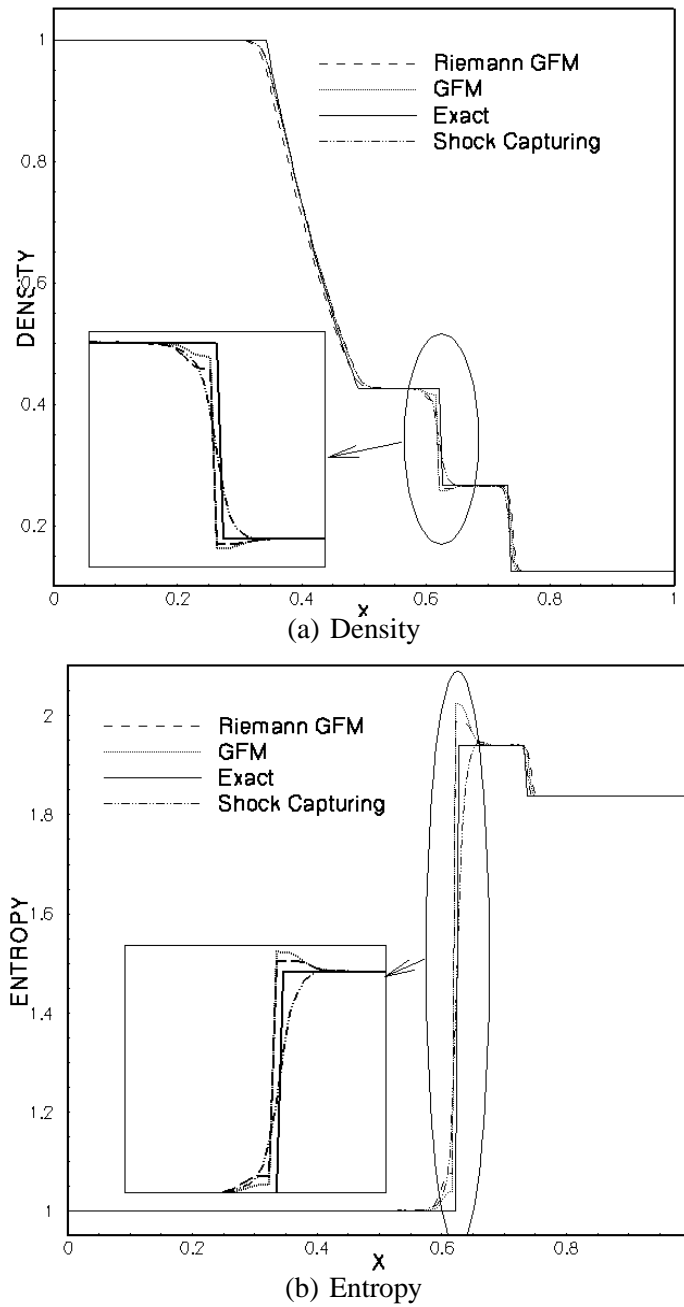 1
Riemann GFM
GFM
Exact
Shock Capturing
0.8
DENSITY
0.6
0.4
0.2
0
0.2
0.4
0.6
0.8
1
X
(a) Density
2
Riemann GFM
GFM
Exact
Shock Capturing
1.8
1.6
ENTROPY
1.4
1.2
1
0
0.2
0.4
0.6
0.8
X
(b) Entropy